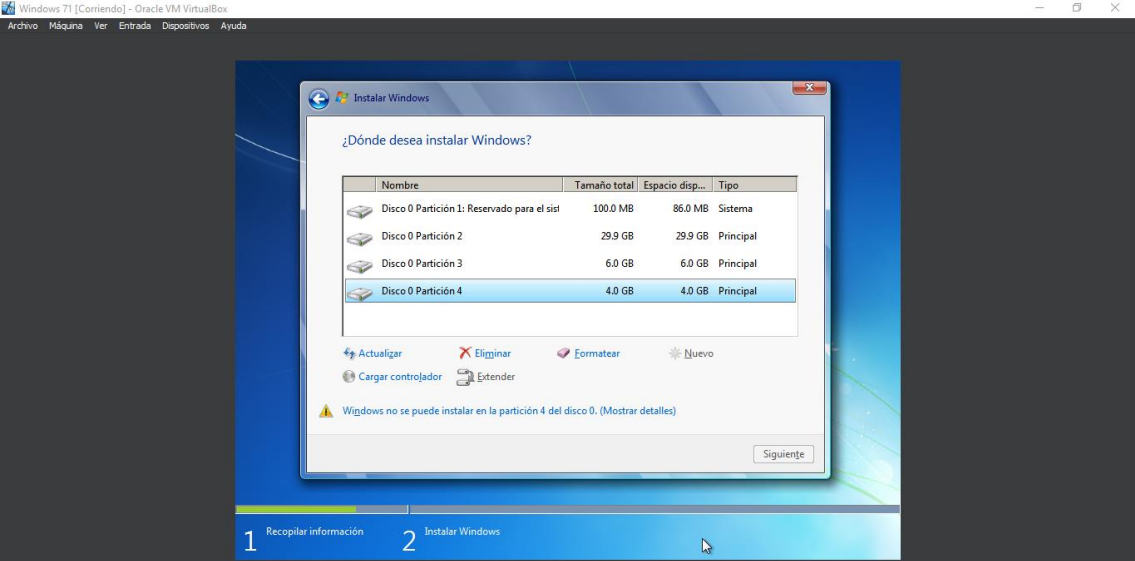 Windows 71 [Corriendo] - Oracle VM VirtualBox
Archivo Máquina Ver Entrada Dispositivos Ayuda
Instalar Windows
¿Dónde desea instalar Windows?
Nombre Tamaño total Espacio disp... Tipo
Disco 0 Partición 1: Reservado para el sist 100.0 MB 86.0 MB Sistema
Disco 0 Partición 2 29.9 GB 29.9 GB Principal
Disco 0 Partición 3 6.0 GB 6.0 GB Principal
Disco 0 Partición 4 4.0 GB 4.0 GB Principal
Actualizar Eliminar Formatear Nuevo
Cargar controlador Extender
Windows no se puede instalar en la partición 4 del disco 0. (Mostrar detalles)
Siguiente
1 Recopilar información 2 Instalar Windows